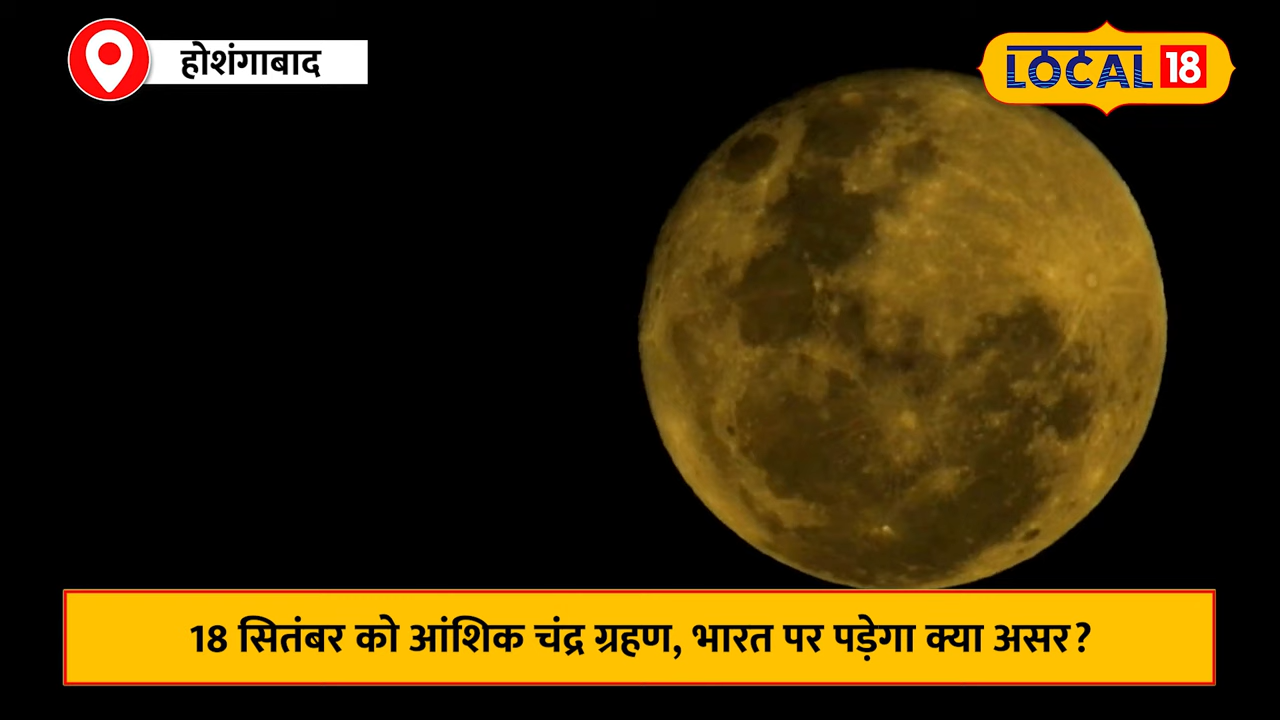 होशंगाबाद
LOCAL 18
18 सितंबर को आंशिक चंद्र ग्रहण, भारत पर पड़ेगा क्या असर?